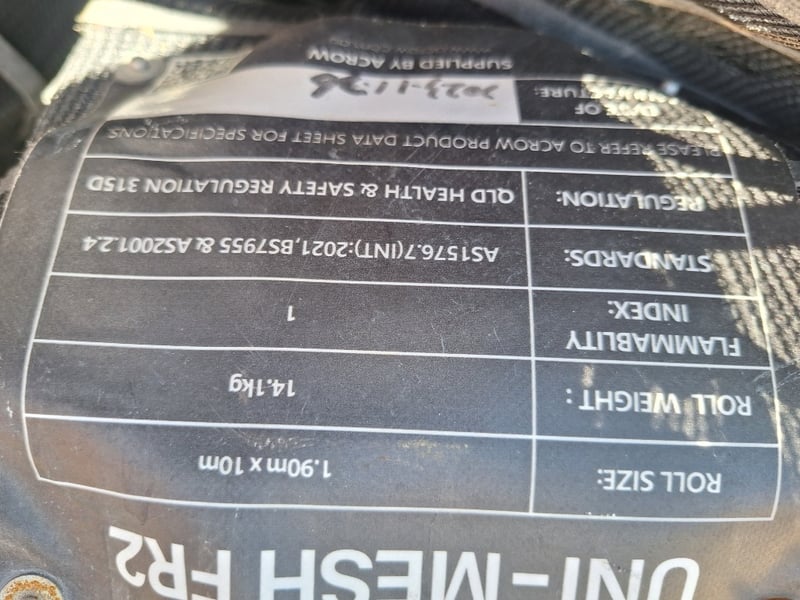 UNI-MESH FR2
ROLL SIZE: 1.90m x 10m
ROLL WEIGHT: 14.1kg
FLAMMABLITY
INDEX: 1
STANDARDS: AS1576.7(INT):2021,BS7955 & AS2001.2.4
REGULATION: QLD HEALTH & SAFETY REGULATION 315D
PLEASE REFER TO ACROW PRODUCT DATA SHEET FOR SPECIFICATIONS
DATE OF
MANUFACTURE: 2023-11-26
SUPPLIED BY ACROW